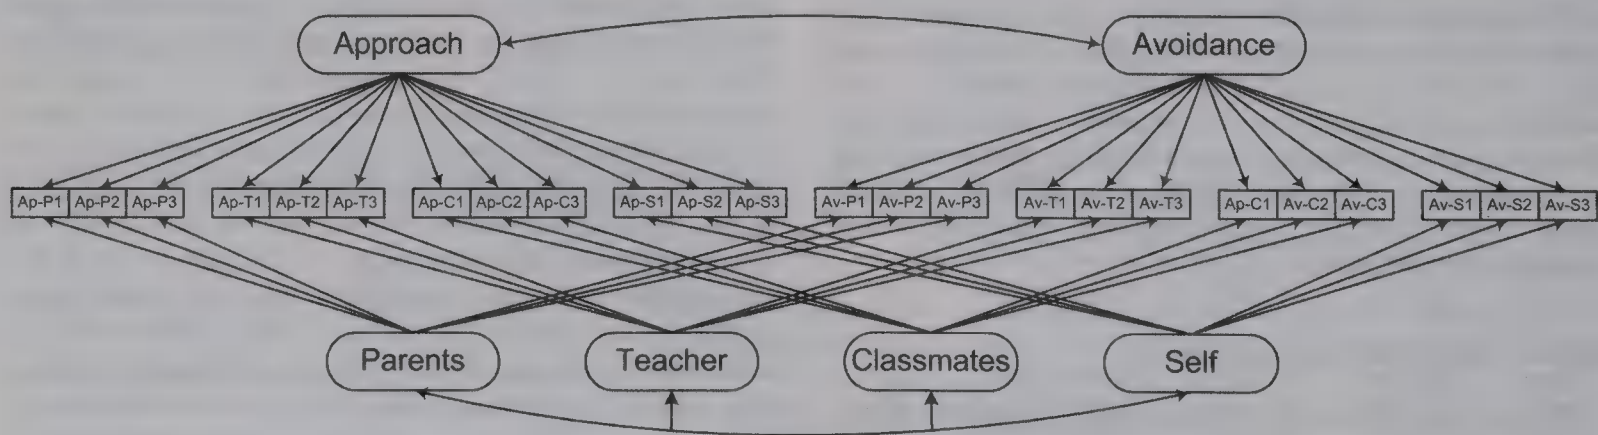 Approach Avoidance
Ap-P1 Ap-P2 Ap-P3 Ap-T1 Ap-T2 Ap-T3 Ap-C1 Ap-C2 Ap-C3 Ap-S1 Ap-S2 Ap-S3 Av-P1 Av-P2 Av-P3 Av-T1 Av-T2 Av-T3 Ap-C1 Av-C2 Av-C3 Av-S1 Av-S2 Av-S3
Parents Teacher Classmates Self